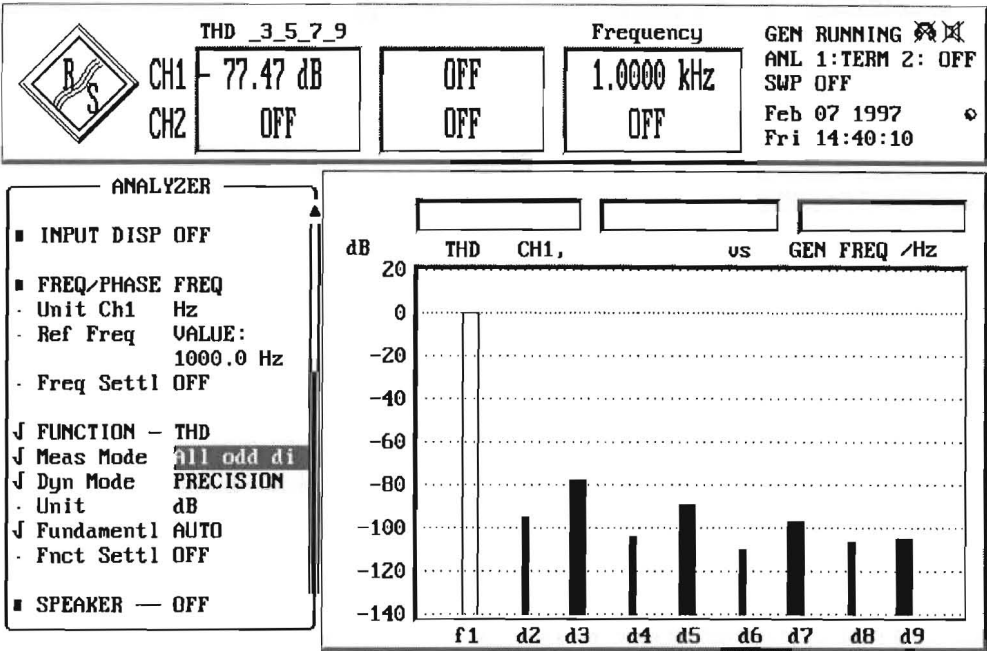 THD _3_5_7_9
Frequency
GEN RUNNING
R
S
CH1
- 77.47 dB
OFF
1.0000 kHz
ANL 1:TERM 2: OFF
SWP OFF
CH2
OFF
OFF
OFF
Feb 07 1997
Fri 14:40:10
ANALYZER
INPUT DISP OFF
FREQ/PHASE FREQ
Unit Ch1 Hz
Ref Freq VALUE:
1000.0 Hz
Freq Settl OFF
FUNCTION — THD
Meas Mode All odd di
Dyn Mode PRECISION
Unit dB
Fundamentl AUTO
Fnct Settl OFF
SPEAKER — OFF
dB THD CH1, vs GEN FREQ /Hz
20
0
-20
-40
-60
-80
-100
-120
-140
f1 d2 d3 d4 d5 d6 d7 d8 d9